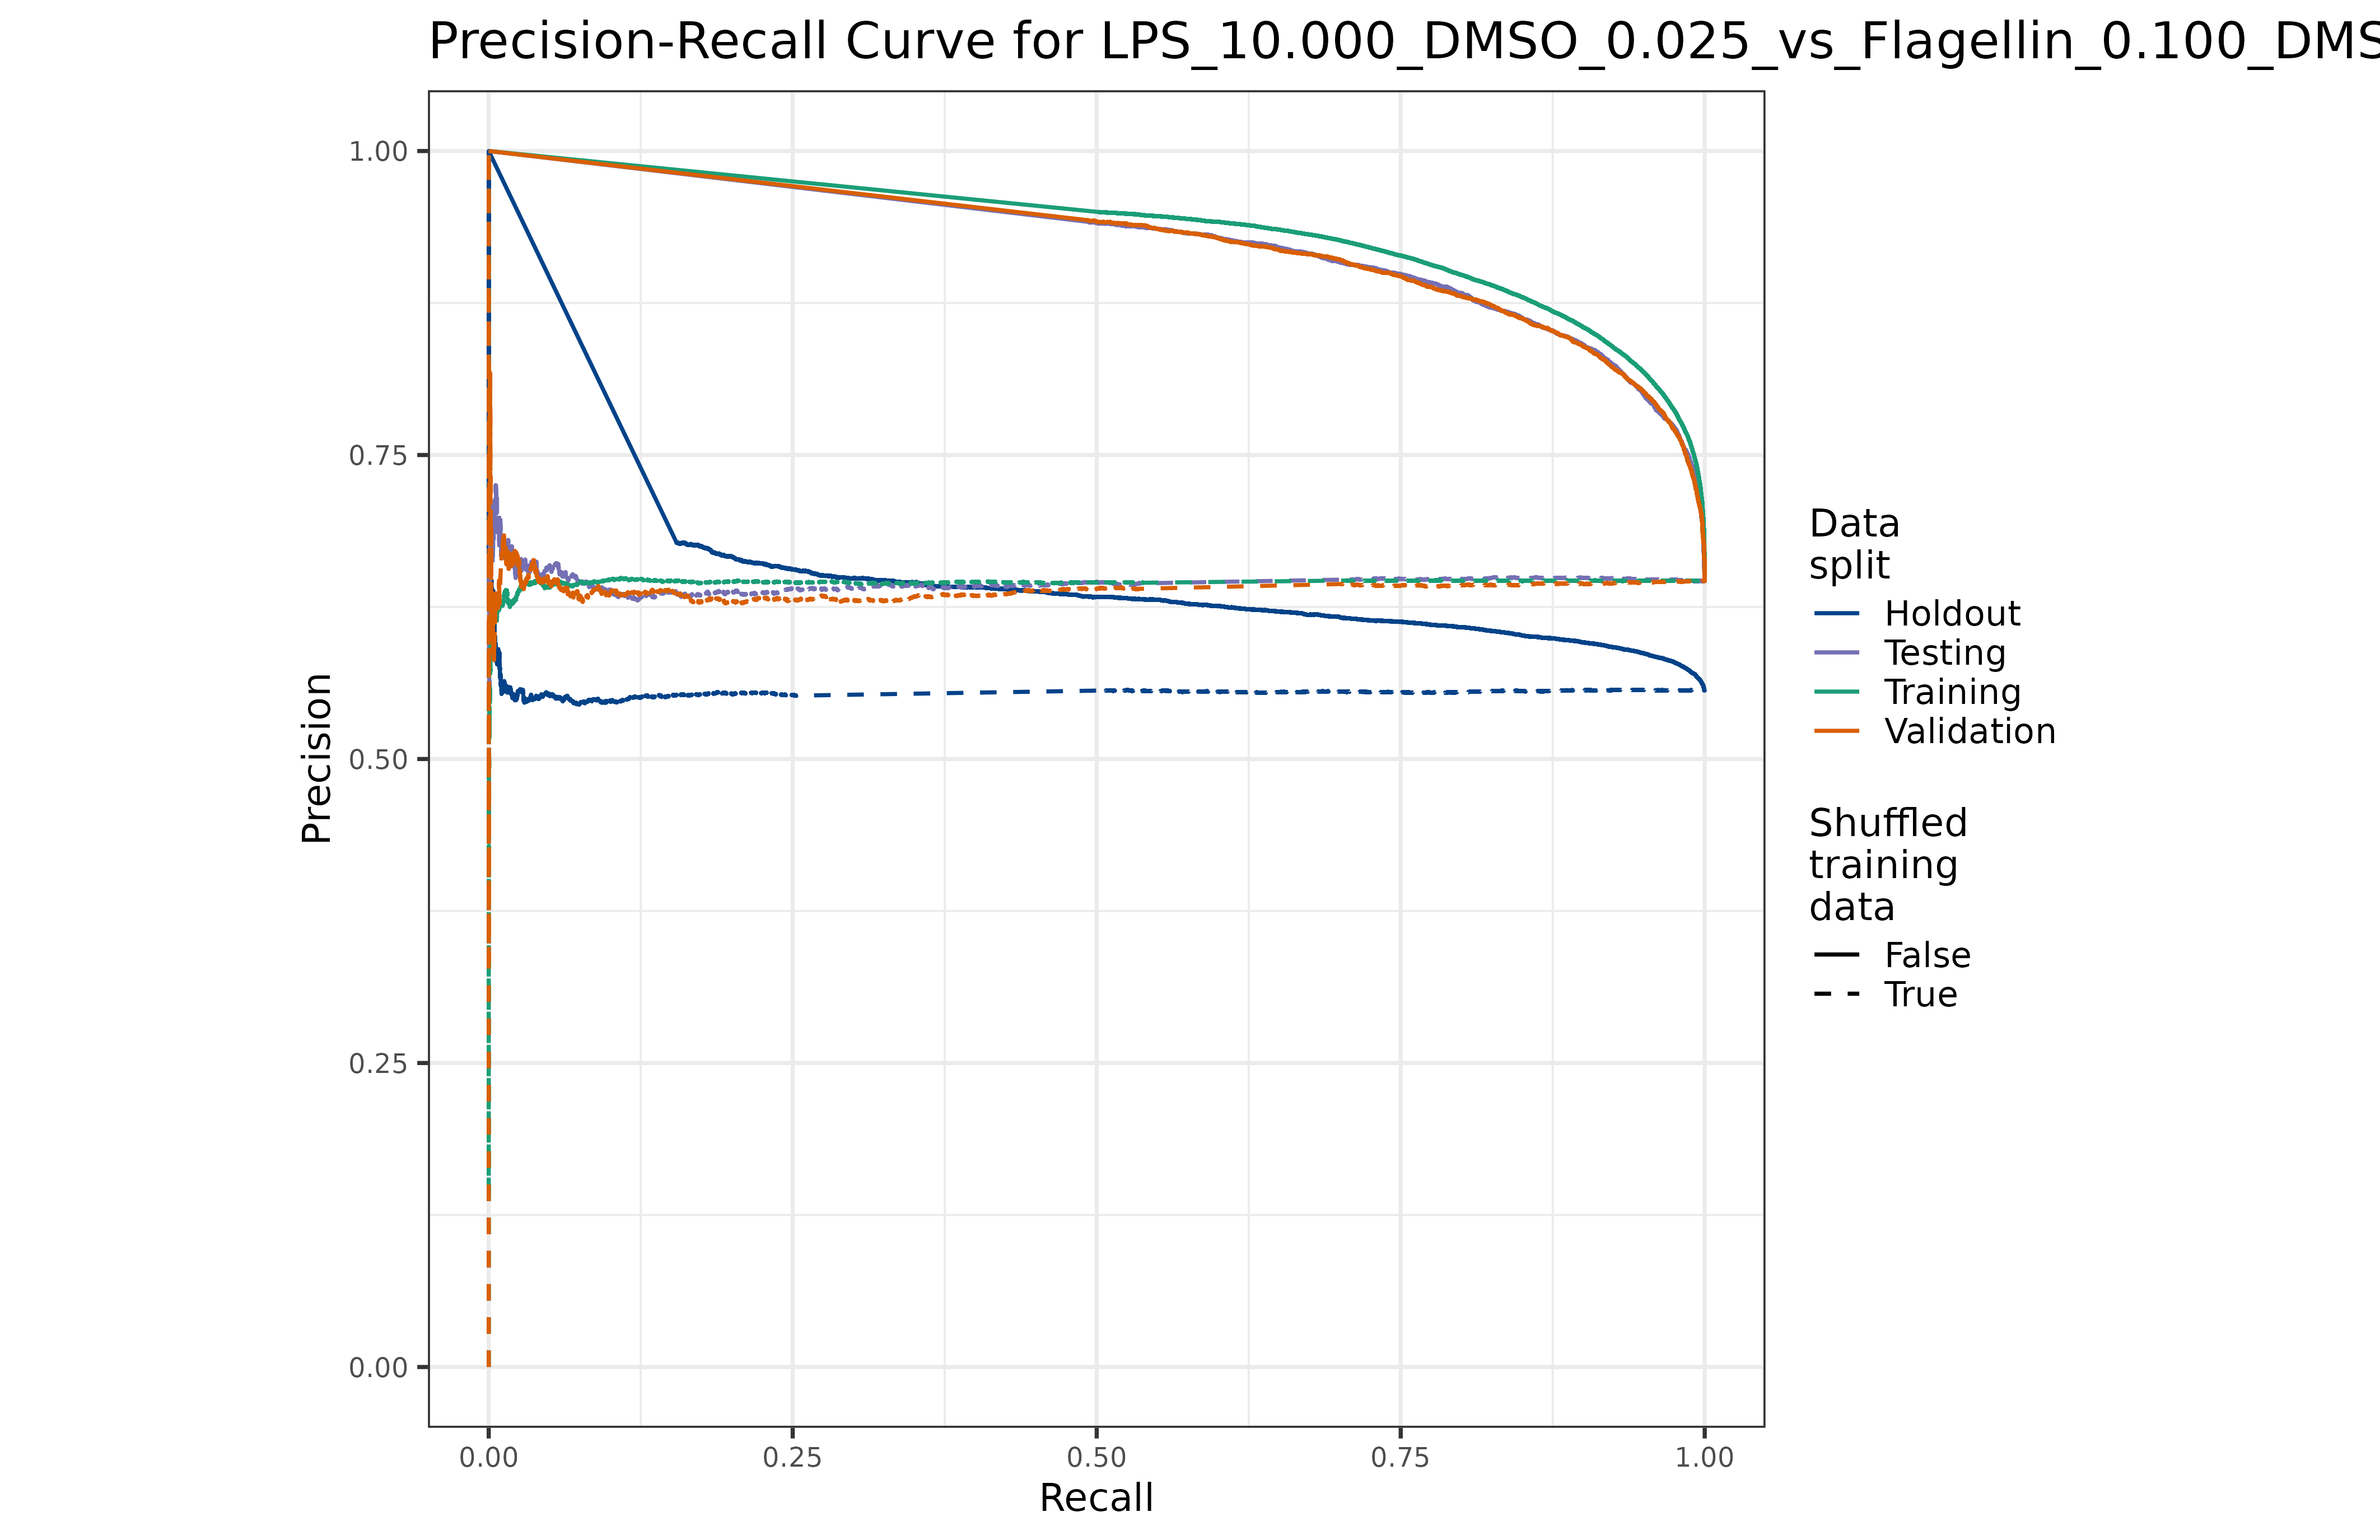 Precision-Recall Curve for LPS_10.000_DMSO_0.025_vs_Flagellin_0.100_DMS
1.00
0.75
0.50
0.25
0.00
Precision
0.00 0.25 0.50 0.75 1.00
Recall
Data
split
Holdout
Testing
Training
Validation
Shuffled
training
data
False
True